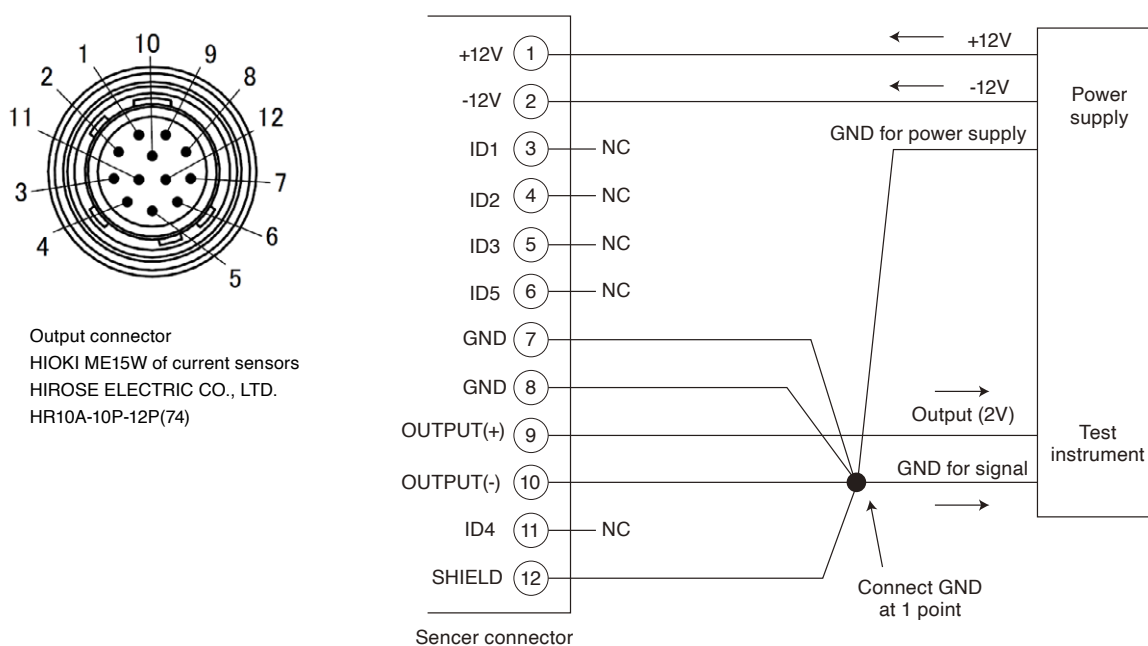 10
1
9
2
8
11
12
3
7
4
6
5
Output connector
HIOKI ME15W of current sensors
HIROSE ELECTRIC CO., LTD.
HR10A-10P-12P(74)
+12V 1 +12V
-12V 2 -12V
Power
supply
GND for power supply
ID1 3 NC
ID2 4 NC
ID3 5 NC
ID5 6 NC
GND 7
GND 8
Output (2V)
OUTPUT(+) 9
Test
instrument
OUTPUT(-) 10 GND for signal
ID4 11 NC
SHIELD 12
Connect GND
at 1 point
Sencer connector